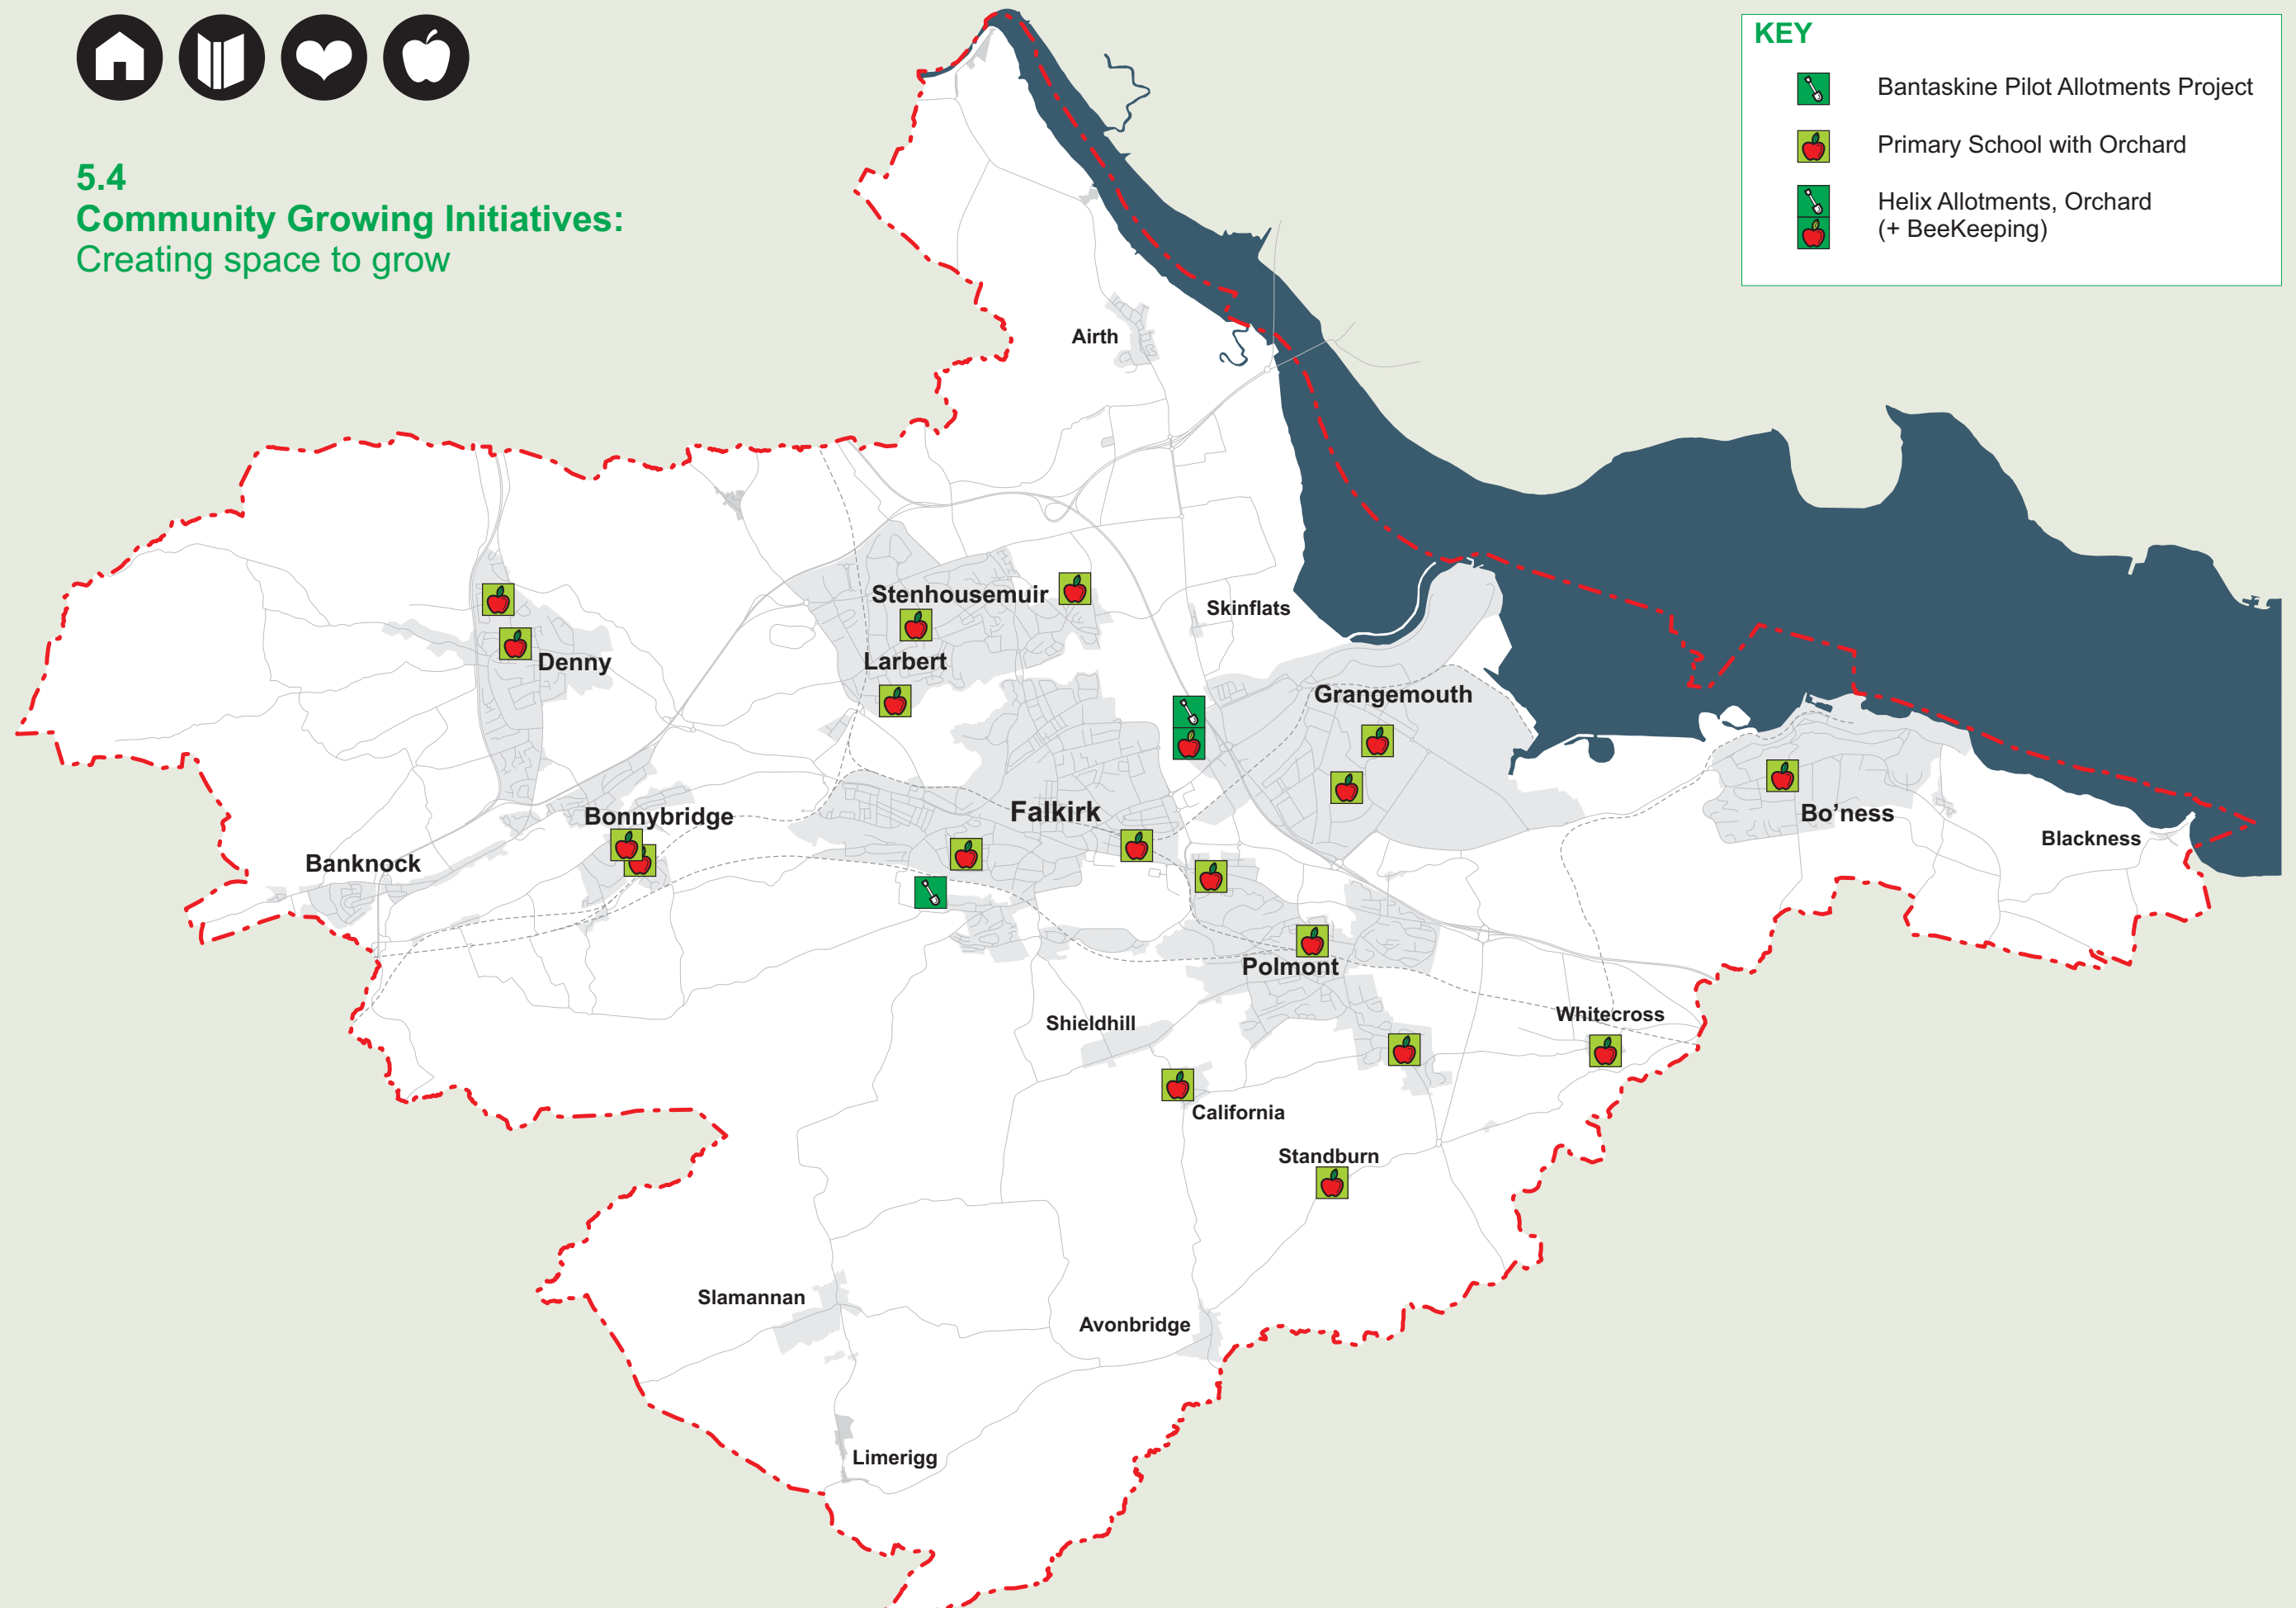 5.4
Community Growing Initiatives:
Creating space to grow
KEY
Bantaskine Pilot Allotments Project
Primary School with Orchard
Helix Allotments, Orchard
(+ BeeKeeping)
Airth
Stenhousemuir
Skinflats
Larbert
Denny
Grangemouth
Falkirk
Bonnybridge
Bo’ness
Blackness
Banknock
Polmont
Whitecross
Shieldhill
California
Standburn
Slamannan
Avonbridge
Limerigg